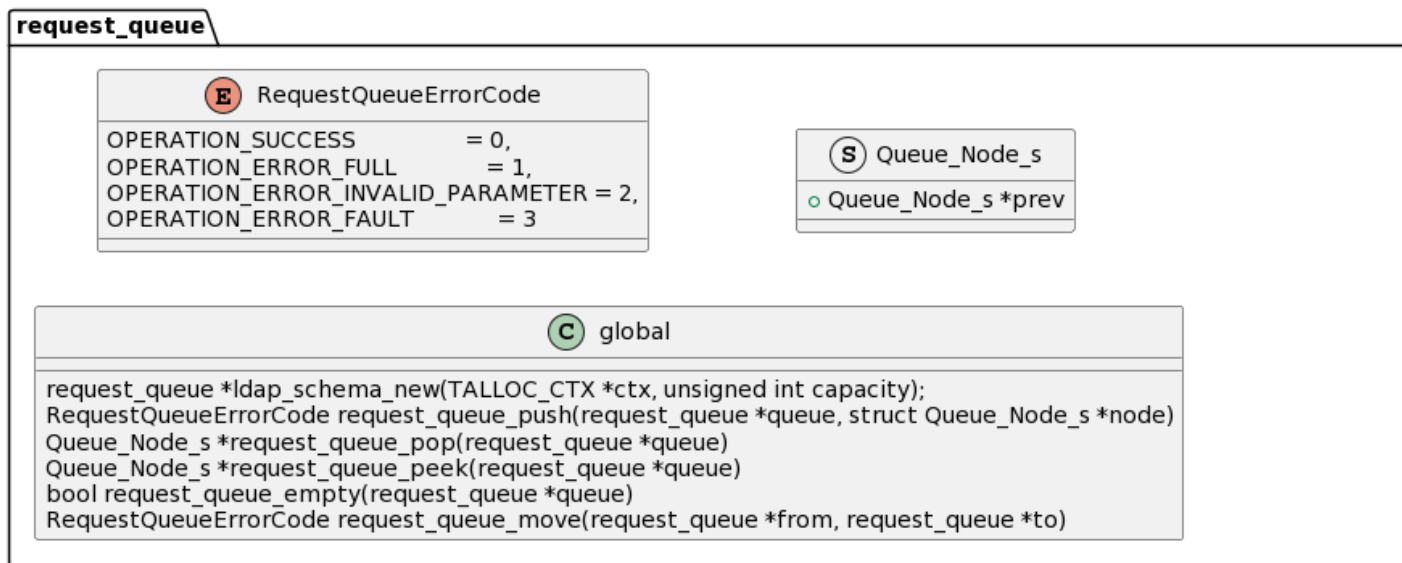 request_queue
E RequestQueueErrorCode
OPERATION_SUCCESS = 0,
OPERATION_ERROR_FULL = 1,
OPERATION_ERROR_INVALID_PARAMETER = 2,
OPERATION_ERROR_FAULT = 3
S Queue_Node_s
Queue_Node_s *prev
C global
request_queue *ldap_schema_new(TALLOC_CTX *ctx, unsigned int capacity);
RequestQueueErrorCode request_queue_push(request_queue *queue, struct Queue_Node_s *node)
Queue_Node_s *request_queue_pop(request_queue *queue)
Queue_Node_s *request_queue_peek(request_queue *queue)
bool request_queue_empty(request_queue *queue)
RequestQueueErrorCode request_queue_move(request_queue *from, request_queue *to)